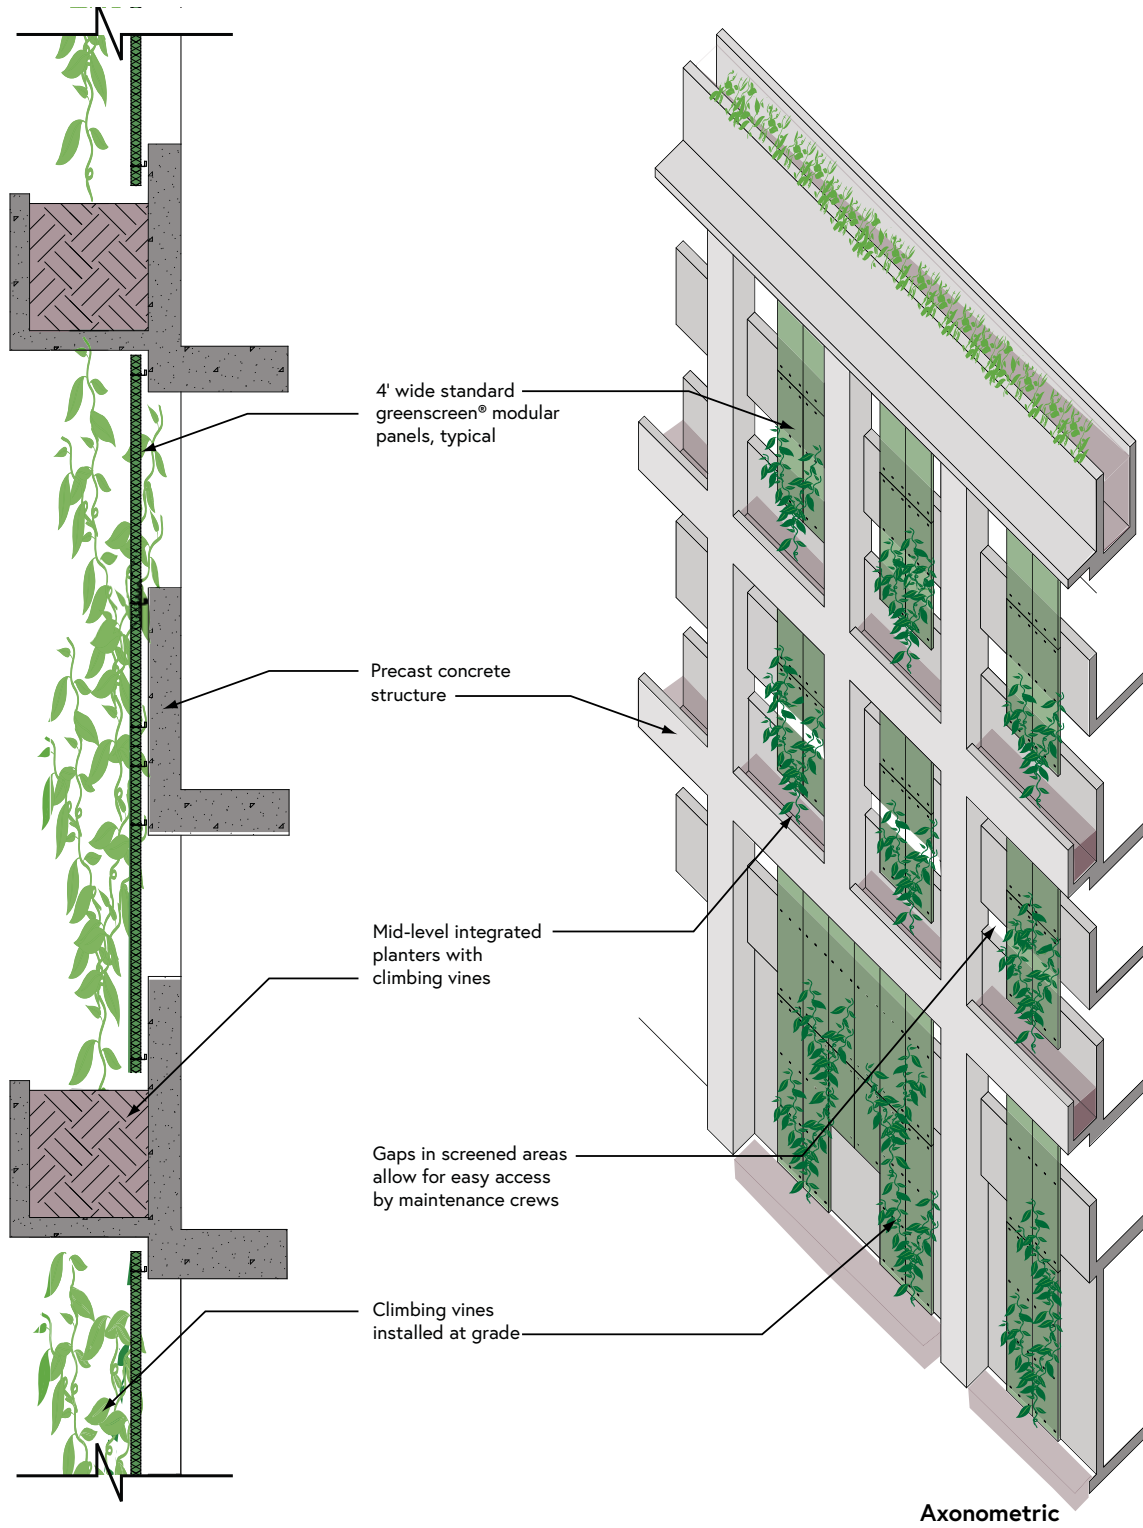 4' wide standard
greenscreen® modular
panels, typical
Precast concrete
structure
Mid-level integrated
planters with
climbing vines
Gaps in screened areas
allow for easy access
by maintenance crews
Climbing vines
installed at grade
Axonometric